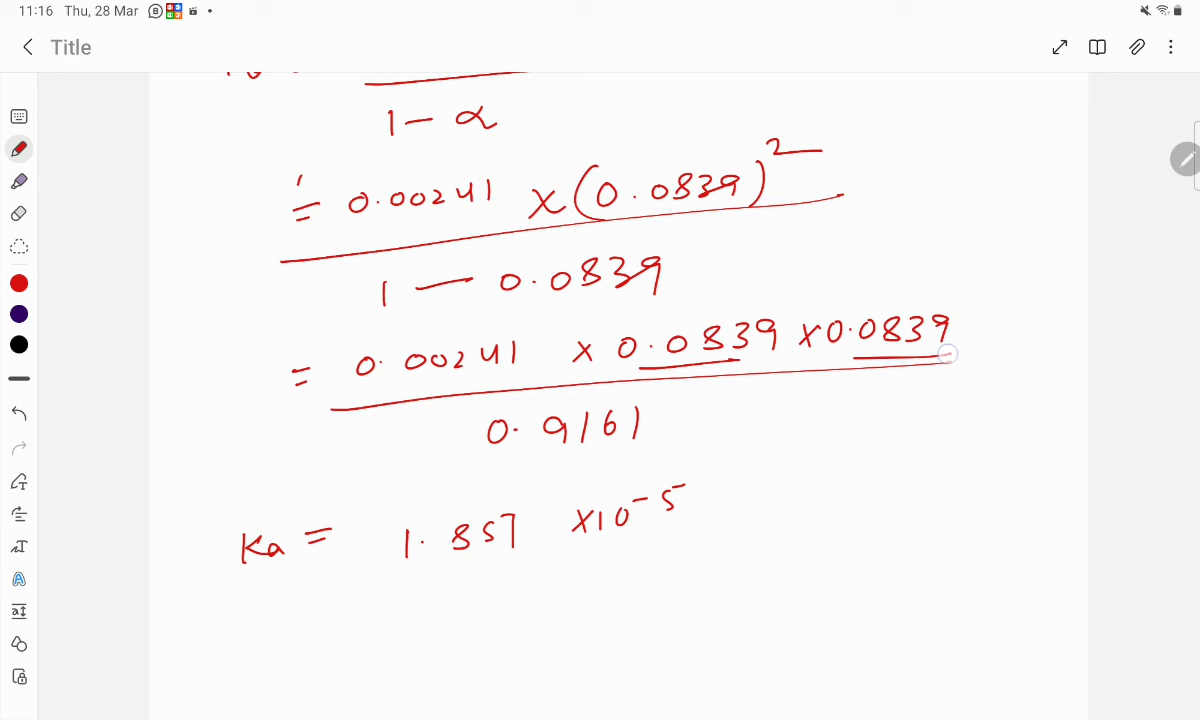 11:16 Thu, 28 Mar
Title
1 - α
= 0.00241 × (0.0839)²
1 - 0.0839
= 0.00241 × 0.0839 × 0.0839
0.9161
Ka = 1.857 ×10⁻⁵